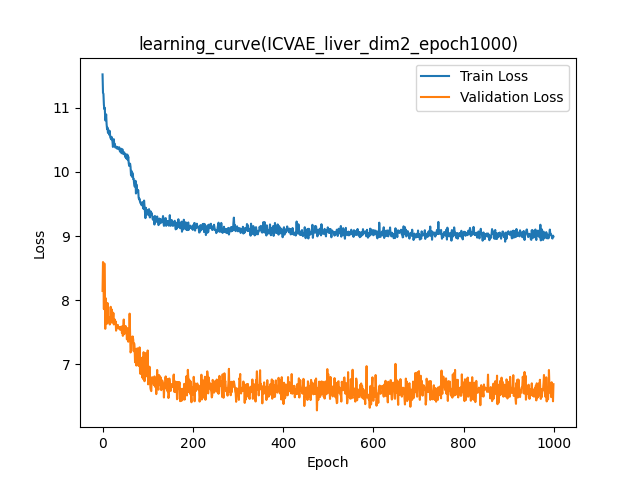 learning_curve(ICVAE_liver_dim2_epoch1000)
Train Loss
Validation Loss
11
10
9
8
7
Loss
0
200
400
600
800
1000
Epoch